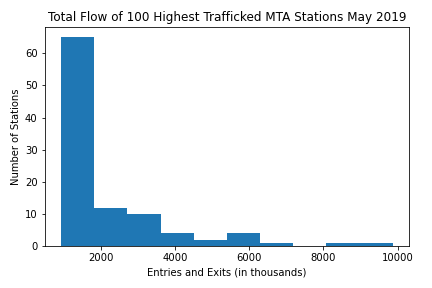 Total Flow of 100 Highest Trafficked MTA Stations May 2019
60
50
40
30
20
10
0
Number of Stations
2000 4000 6000 8000 10000
Entries and Exits (in thousands)